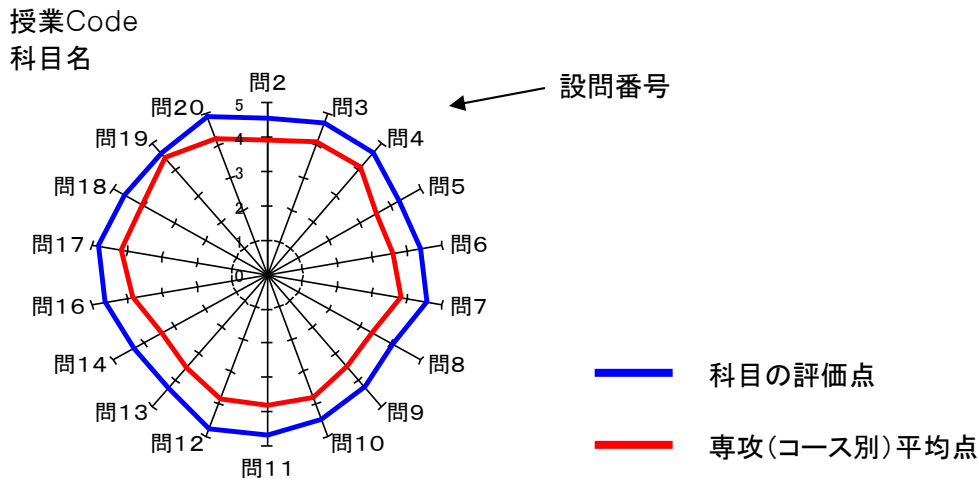 授業Code
科目名
設問番号
問2
問3
問4
問5
問6
問7
問8
問9
問10
問11
問12
問13
問14
問16
問17
問18
問19
問20
5
4
3
2
1
0
科目の評価点
専攻(コース別)平均点